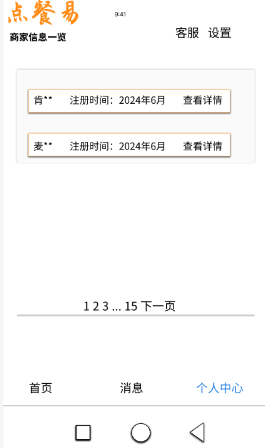 点餐易
9:41
商家信息一览
客服 设置
肯** 注册时间：2024年6月 查看详情
麦** 注册时间：2024年6月 查看详情
1 2 3 ... 15 下一页
首页 消息 个人中心